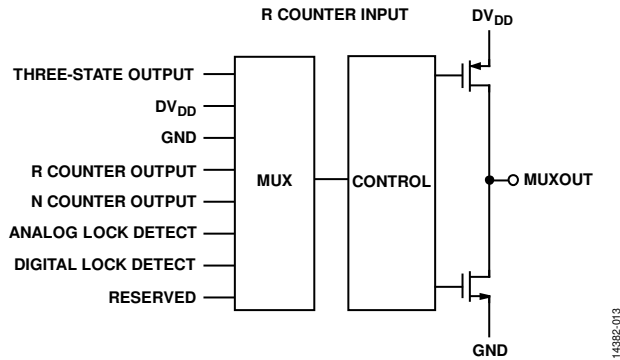 R COUNTER INPUT
DVDD
THREE-STATE OUTPUT
DVDD
GND
R COUNTER OUTPUT
N COUNTER OUTPUT
ANALOG LOCK DETECT
DIGITAL LOCK DETECT
RESERVED
MUX
CONTROL
MUXOUT
GND
14382-013